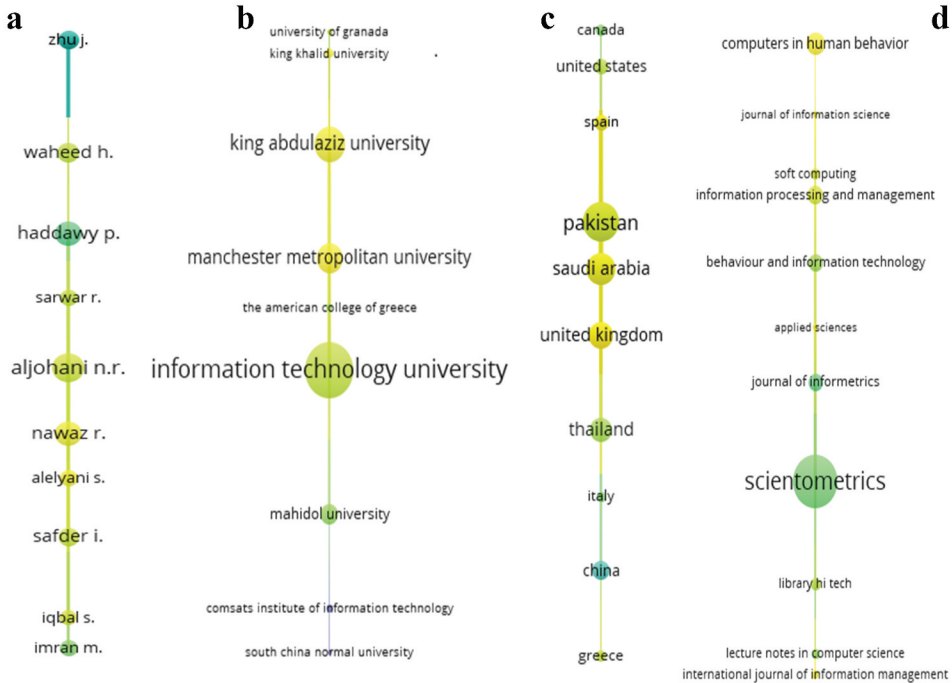 a
zhu j.
waheed h.
haddawy p.
sarwar r.
aljohani n.r.
nawaz r.
alelyani s.
safder i.
iqbal s.
imran m.
b
university of granada
king khalid university
king abdulaziz university
manchester metropolitan university
the american college of greece
information technology university
mahidol university
comsats institute of information technology
south china normal university
c
canada
united states
spain
pakistan
saudi arabia
united kingdom
thailand
italy
china
greece
d
computers in human behavior
journal of information science
soft computing
information processing and management
behaviour and information technology
applied sciences
journal of informetrics
scientometrics
library hi tech
lecture notes in computer science
international journal of information management